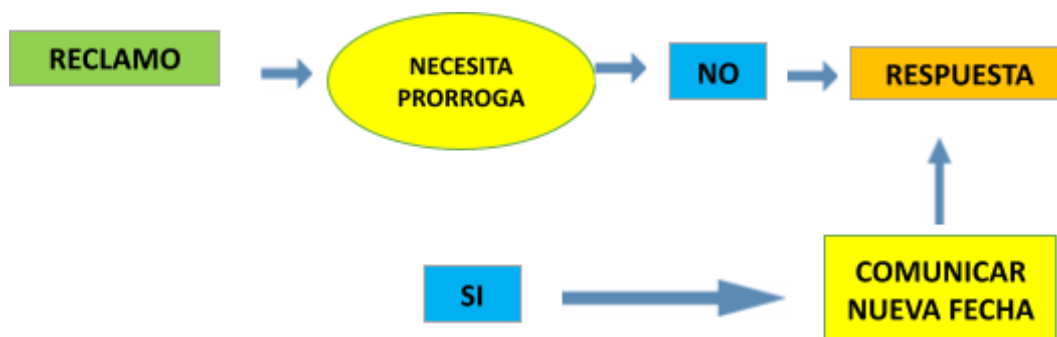 RECLAMO
NECESITA
PRORROGA
NO
RESPUESTA
SI
COMUNICAR
NUEVA FECHA